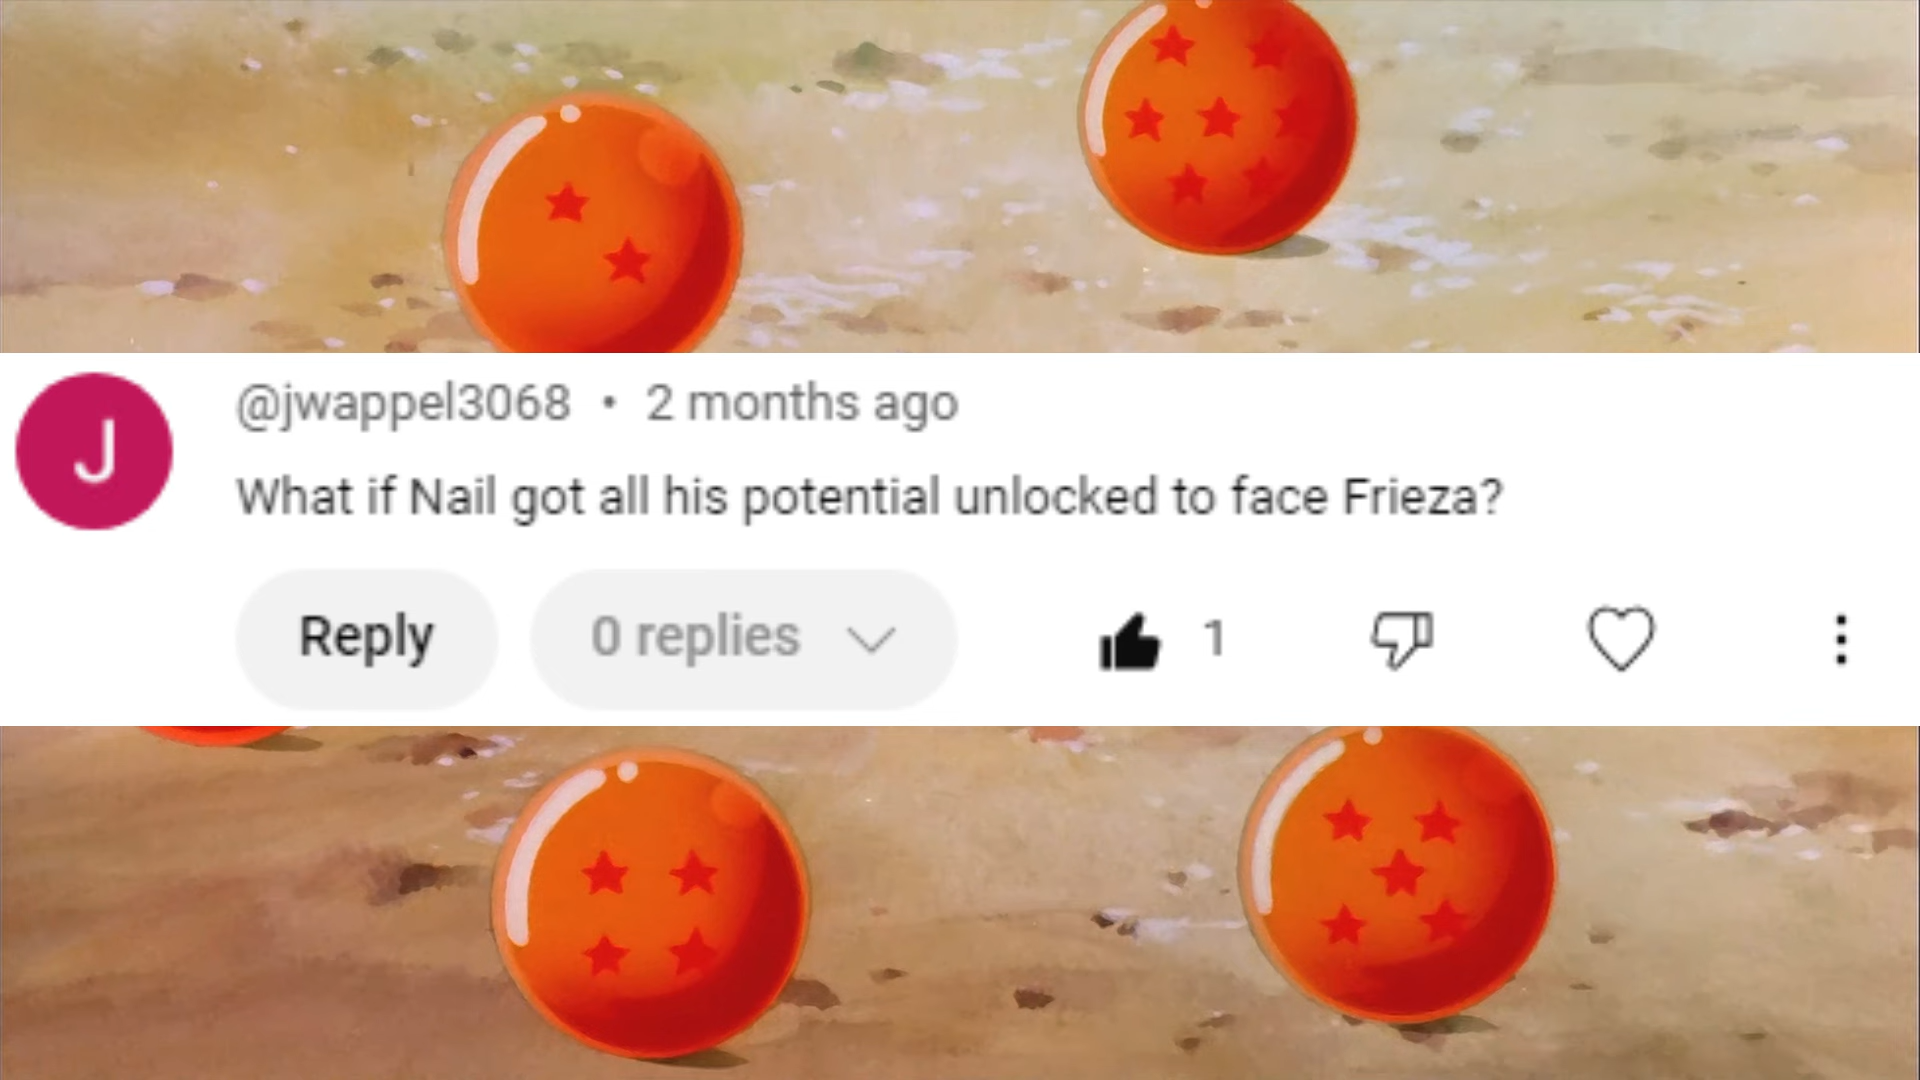 J
@jwappel3068 • 2 months ago
What if Nail got all his potential unlocked to face Frieza?
Reply
0 replies
1